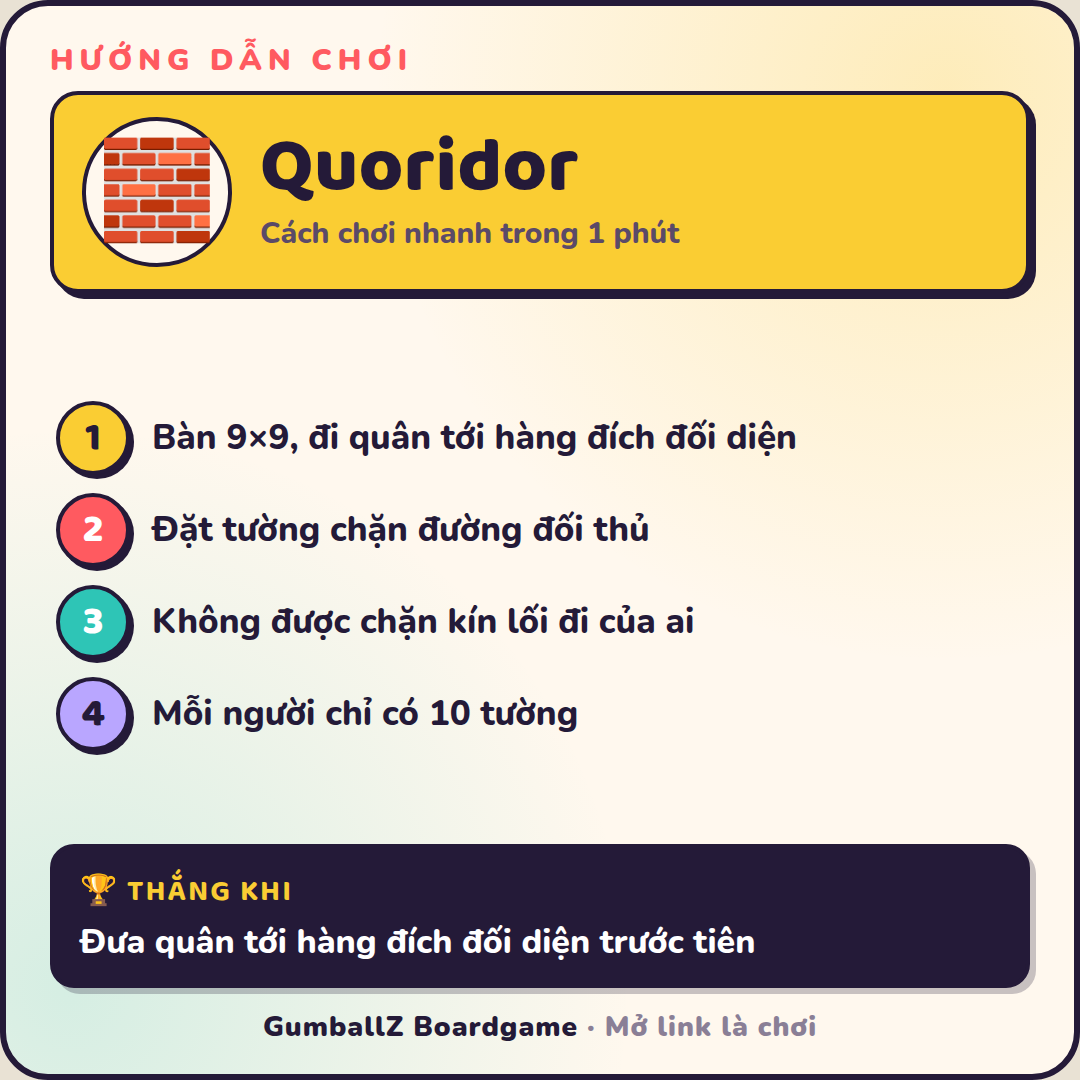 HƯỚNG DẪN CHƠI
Quoridor
Cách chơi nhanh trong 1 phút
1 Bàn 9×9, đi quân tới hàng đích đối diện
2 Đặt tường chặn đường đối thủ
3 Không được chặn kín lối đi của ai
4 Mỗi người chỉ có 10 tường
🏆 THẮNG KHI
Đưa quân tới hàng đích đối diện trước tiên
GumballZ Boardgame · Mở link là chơi